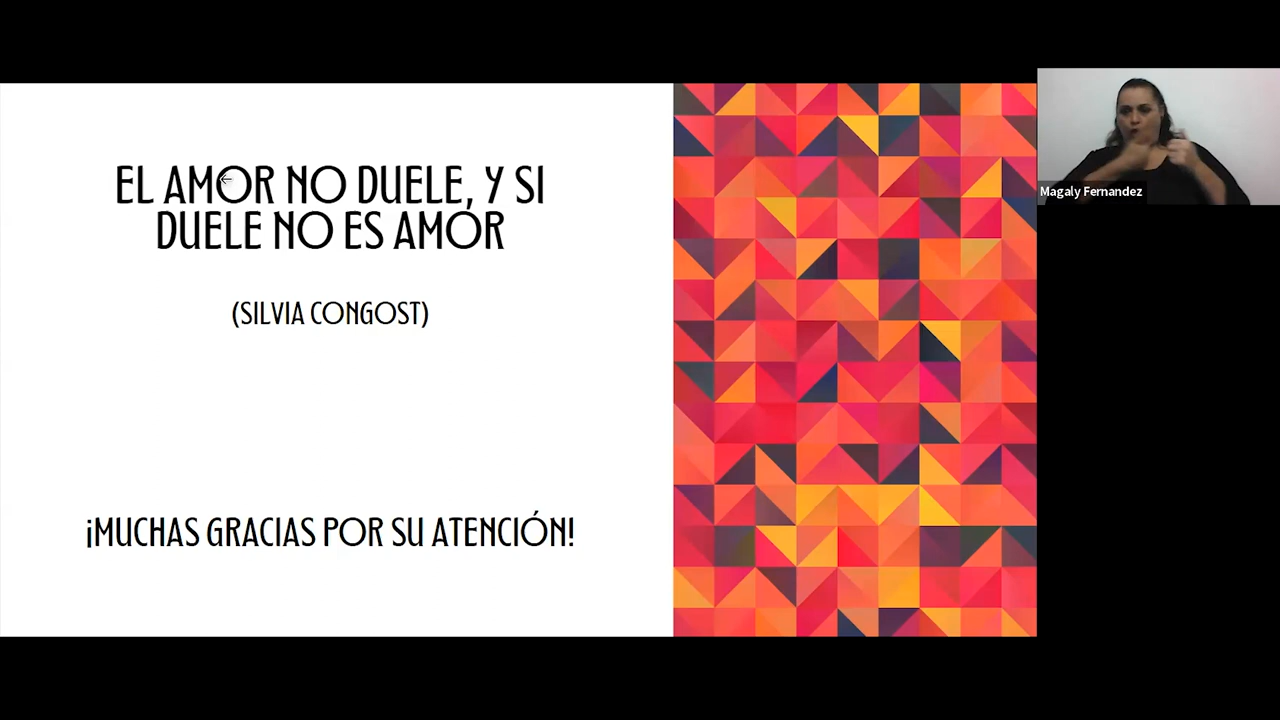 EL AMOR NO DUELE, Y SI
DUELE NO ES AMOR
(SILVIA CONGOST)
¡MUCHAS GRACIAS POR SU ATENCIÓN!
Magaly Fernandez